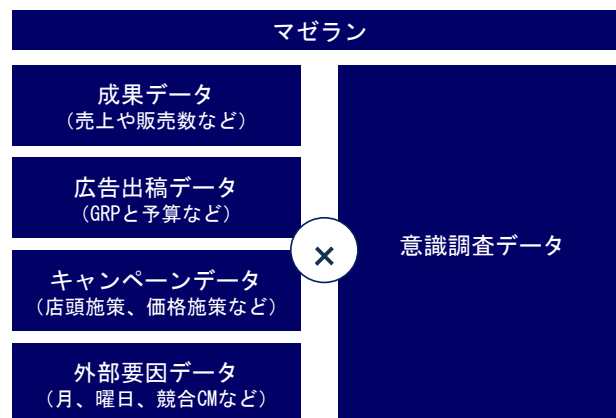 マゼラン
成果データ
(売上や販売数など)
広告出稿データ
(GRPと予算など)
キャンペーンデータ
(店頭施策、価格施策など)
外部要因データ
(月、曜日、競合CMなど)
×
意識調査データ